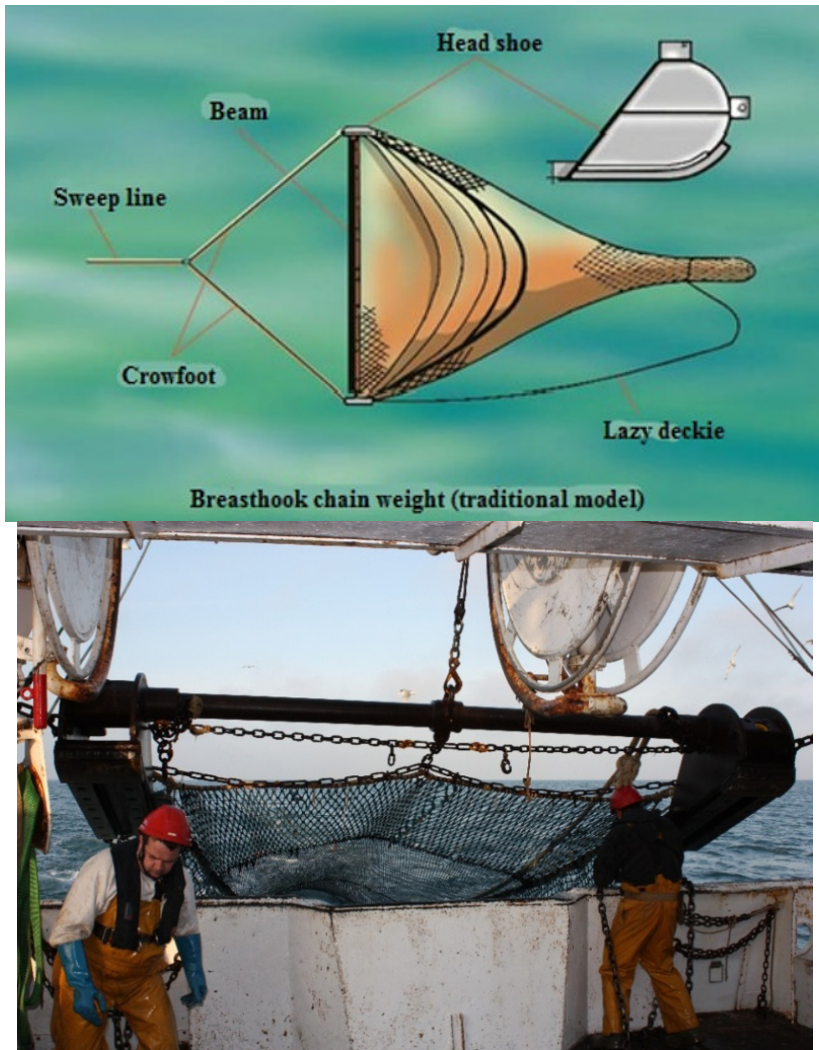 Head shoe
Beam
Sweep line
Crowfoot
Lazy deckie
Breasthook chain weight (traditional model)